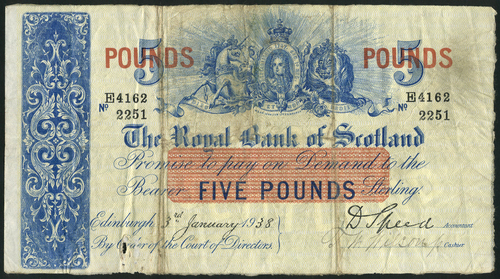 5 POUNDS POUNDS 5
E4162 E4162
Nº 2251 Nº 2251
The Royal Bank of Scotland
Promise to pay on Demand to the
Bearer FIVE POUNDS Sterling.
Edinburgh 3rd January 1938
D Speed Accountant
By Order of the Court of Directors. Cashier